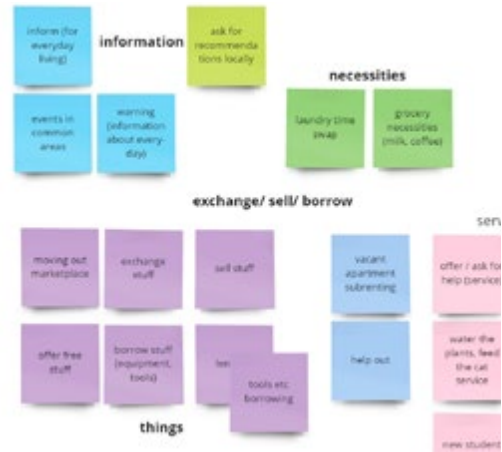 inform (for
everyday
living)
information
ask for
recommenda
tions locally
events in
common
areas
warning
(information
about every-
day)
necessities
laundry time
swap
grocery
necessities
(milk, coffee)
exchange/ sell/ borrow
serv
moving out
marketplace
exchange
stuff
sell stuff
vacant
apartment
subrenting
offer / ask for
help (service)
offer free
stuff
borrow stuff
(equipment,
tools)
tools etc
borrowing
help out
water the
plants, feed
the cat
service
things
new student